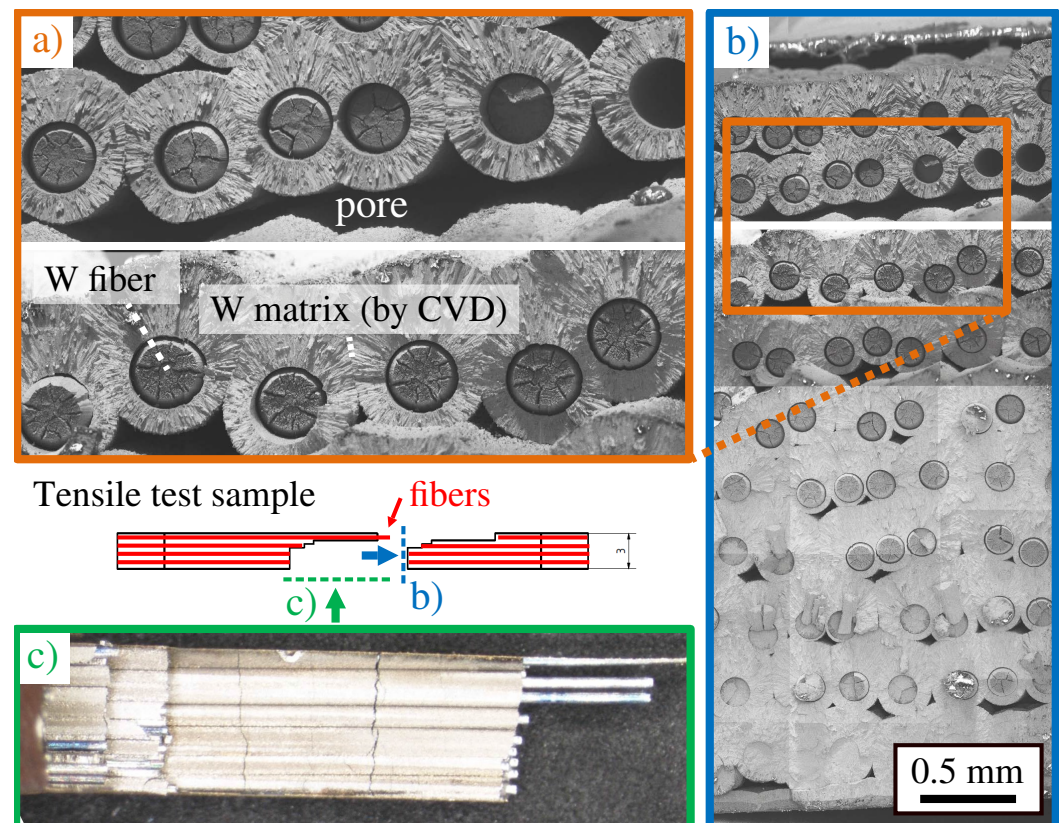 a)
pore
W fiber
W matrix (by CVD)
b)
0.5 mm
Tensile test sample
fibers
3
c)
b)
c)